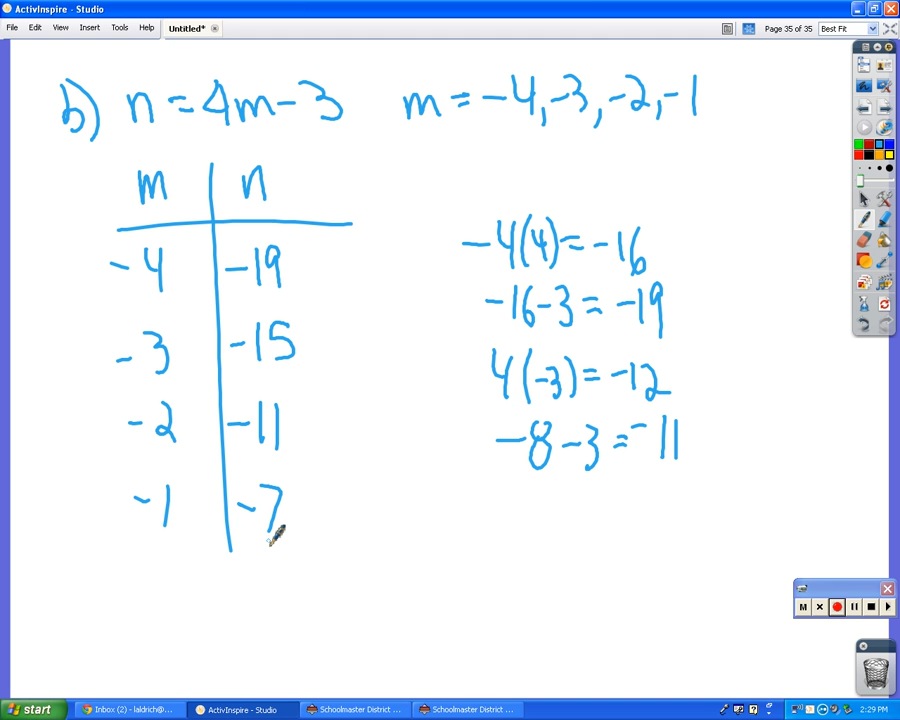 ActivInspire - Studio
File Edit View Insert Tools Help Untitled* Page 35 of 35 Best Fit
b) n = 4m - 3 m = -4, -3, -2, -1
m n
-4 -19
-3 -15
-2 -11
-1 -7
-4(4) = -16
-16 - 3 = -19
4(-3) = -12
-8 - 3 = -11
M
start Inbox (2) - laldrich@... ActivInspire - Studio Schoolmaster District ... Schoolmaster District ... 2:29 PM